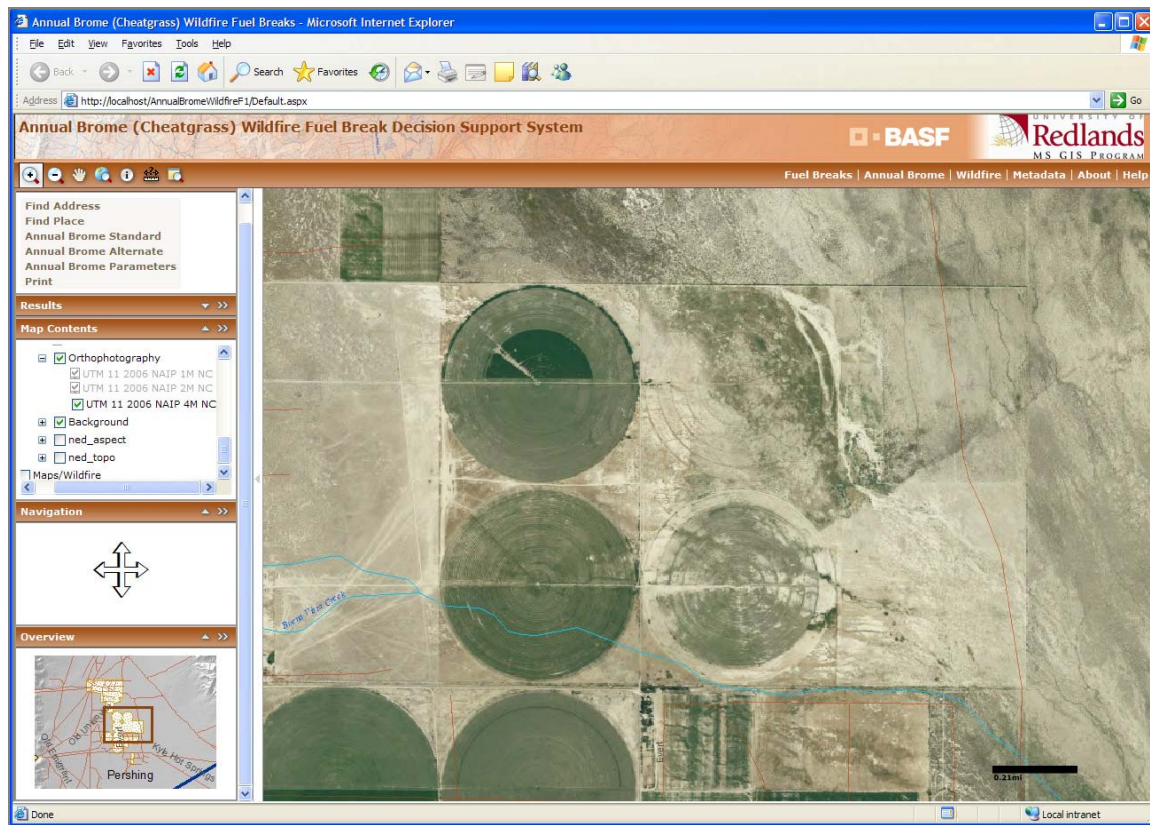 Annual Brome (Cheatgrass) Wildfire Fuel Breaks - Microsoft Internet Explorer
File Edit View Favorites Tools Help
Back Search Favorites
Address http://localhost/AnnualBromeWildfireF1/Default.aspx Go
Annual Brome (Cheatgrass) Wildfire Fuel Break Decision Support System
BASF
UNIVERSITY OF
Redlands
MS GIS PROGRAM
Fuel Breaks | Annual Brome | Wildfire | Metadata | About | Help
Find Address
Find Place
Annual Brome Standard
Annual Brome Alternate
Annual Brome Parameters
Print
Results
Map Contents
Orthophotography
UTM 11 2006 NAIP 1M NC
UTM 11 2006 NAIP 2M NC
UTM 11 2006 NAIP 4M NC
Background
ned_aspect
ned_topo
Maps/Wildfire
Navigation
Overview
Kyle Hot Springs
Pershing
Creek
Evert
0.21mi
Done
Local intranet